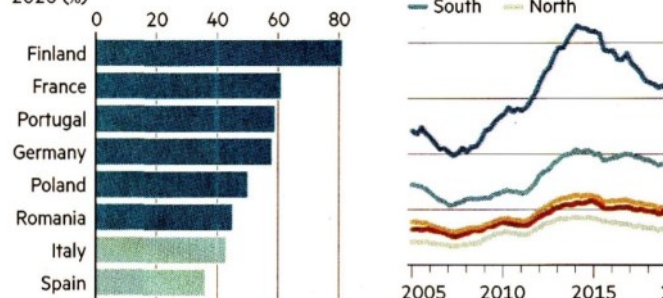 2020 (%)
0 20 40 60 80
Finland
France
Portugal
Germany
Poland
Romania
Italy
Spain
South North
2005 2010 2015